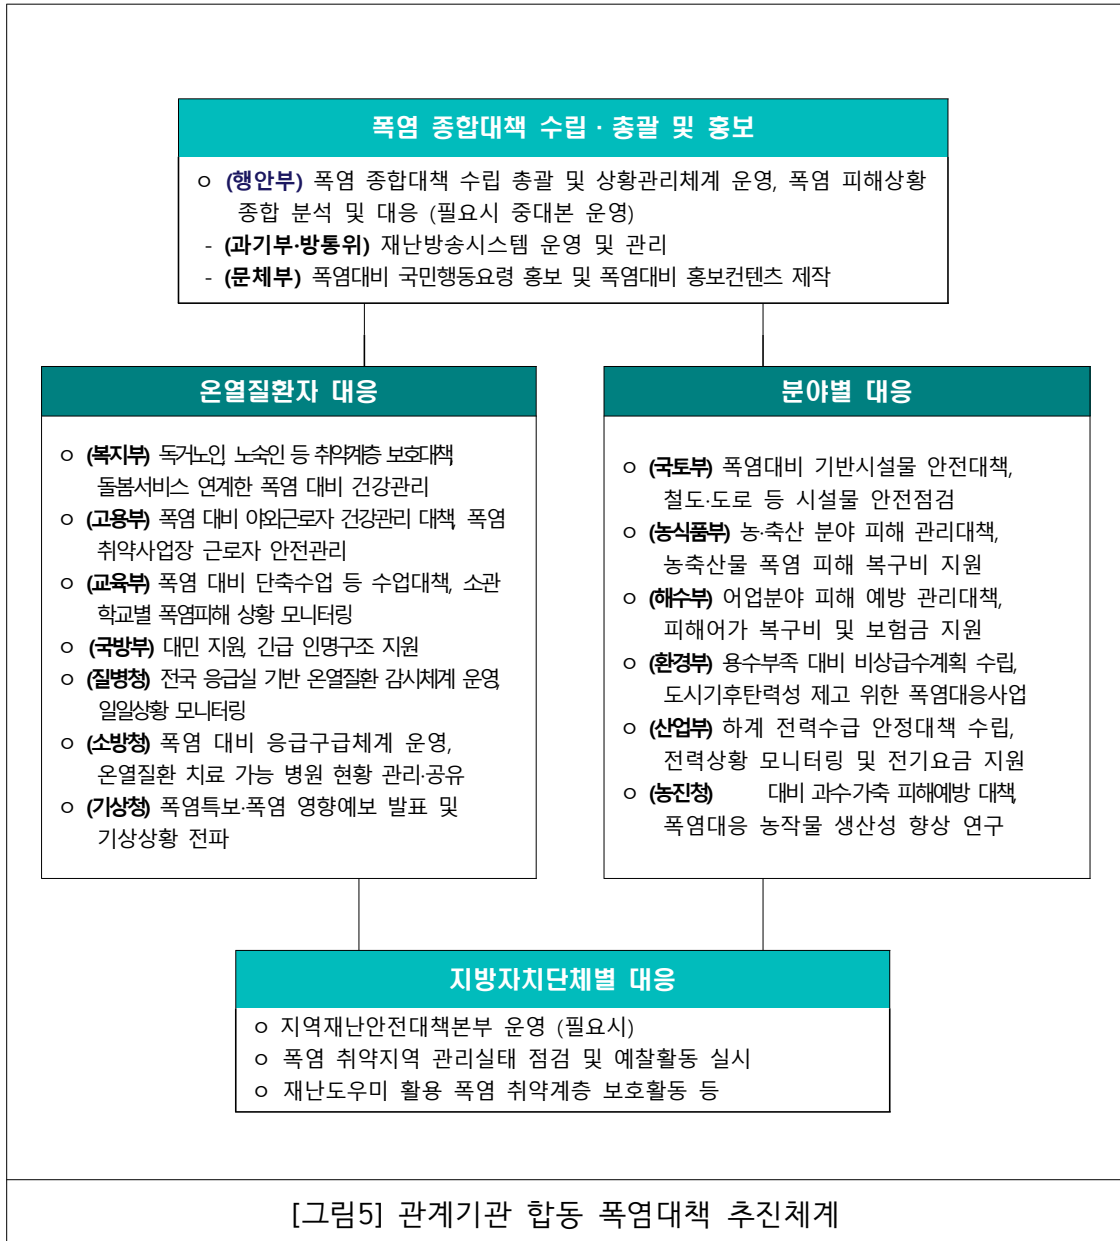 폭염 종합대책 수립·총괄 및 홍보
ㅇ (행안부) 폭염 종합대책 수립 총괄 및 상황관리체계 운영, 폭염 피해상황
종합 분석 및 대응 (필요시 중대본 운영)
- (과기부·방통위) 재난방송시스템 운영 및 관리
- (문체부) 폭염대비 국민행동요령 홍보 및 폭염대비 홍보컨텐츠 제작
온열질환자 대응
ㅇ (복지부) 독거노인, 노숙인 등 취약계층 보호대책,
돌봄서비스 연계한 폭염 대비 건강관리
ㅇ (고용부) 폭염 대비 야외근로자 건강관리 대책, 폭염
취약사업장 근로자 안전관리
ㅇ (교육부) 폭염 대비 단축수업 등 수업대책, 소관
학교별 폭염피해 상황 모니터링
ㅇ (국방부) 대민 지원, 긴급 인명구조 지원
ㅇ (질병청) 전국 응급실 기반 온열질환 감시체계 운영,
일일상황 모니터링
ㅇ (소방청) 폭염 대비 응급구급체계 운영,
온열질환 치료 가능 병원 현황 관리·공유
ㅇ (기상청) 폭염특보·폭염 영향예보 발표 및
기상상황 전파
분야별 대응
ㅇ (국토부) 폭염대비 기반시설물 안전대책,
철도·도로 등 시설물 안전점검
ㅇ (농식품부) 농·축산 분야 피해 관리대책,
농축산물 폭염 피해 복구비 지원
ㅇ (해수부) 어업분야 피해 예방 관리대책,
피해어가 복구비 및 보험금 지원
ㅇ (환경부) 용수부족 대비 비상급수계획 수립,
도시기후탄력성 제고 위한 폭염대응사업
ㅇ (산업부) 하계 전력수급 안정대책 수립,
전력상황 모니터링 및 전기요금 지원
ㅇ (농진청) 대비 과수·가축 피해예방 대책,
폭염대응 농작물 생산성 향상 연구
지방자치단체별 대응
ㅇ 지역재난안전대책본부 운영 (필요시)
ㅇ 폭염 취약지역 관리실태 점검 및 예찰활동 실시
ㅇ 재난도우미 활용 폭염 취약계층 보호활동 등
[그림5] 관계기관 합동 폭염대책 추진체계